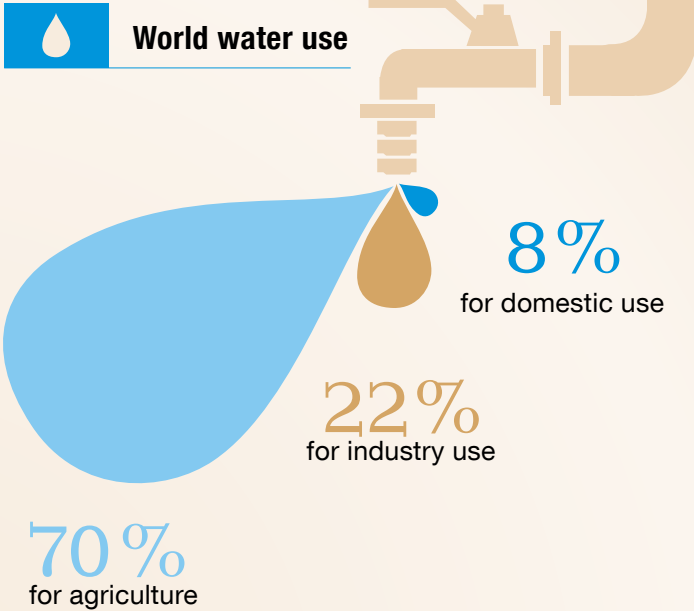 World water use
8%
for domestic use
22%
for industry use
70%
for agriculture